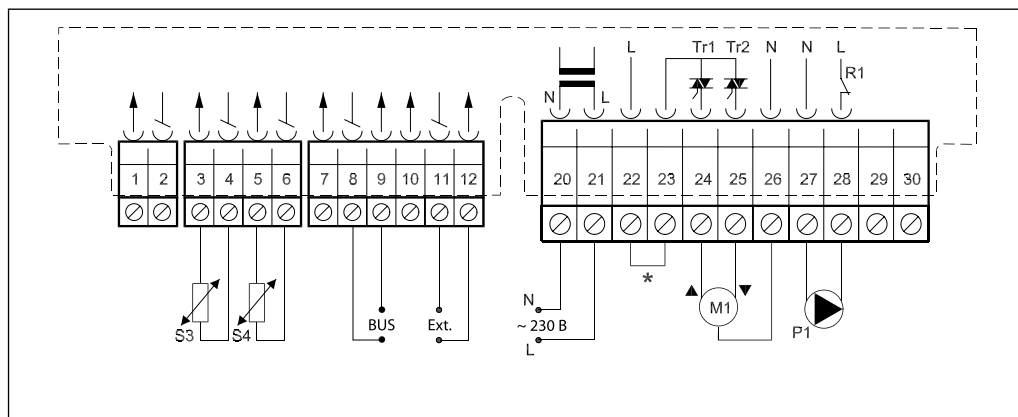 L Tr1 Tr2 N N L
R1
N L
1 2 3 4 5 6 7 8 9 10 11 12 20 21 22 23 24 25 26 27 28 29 30
*
N
~ 230 В
L
S3 S4 BUS Ext. M1 P1